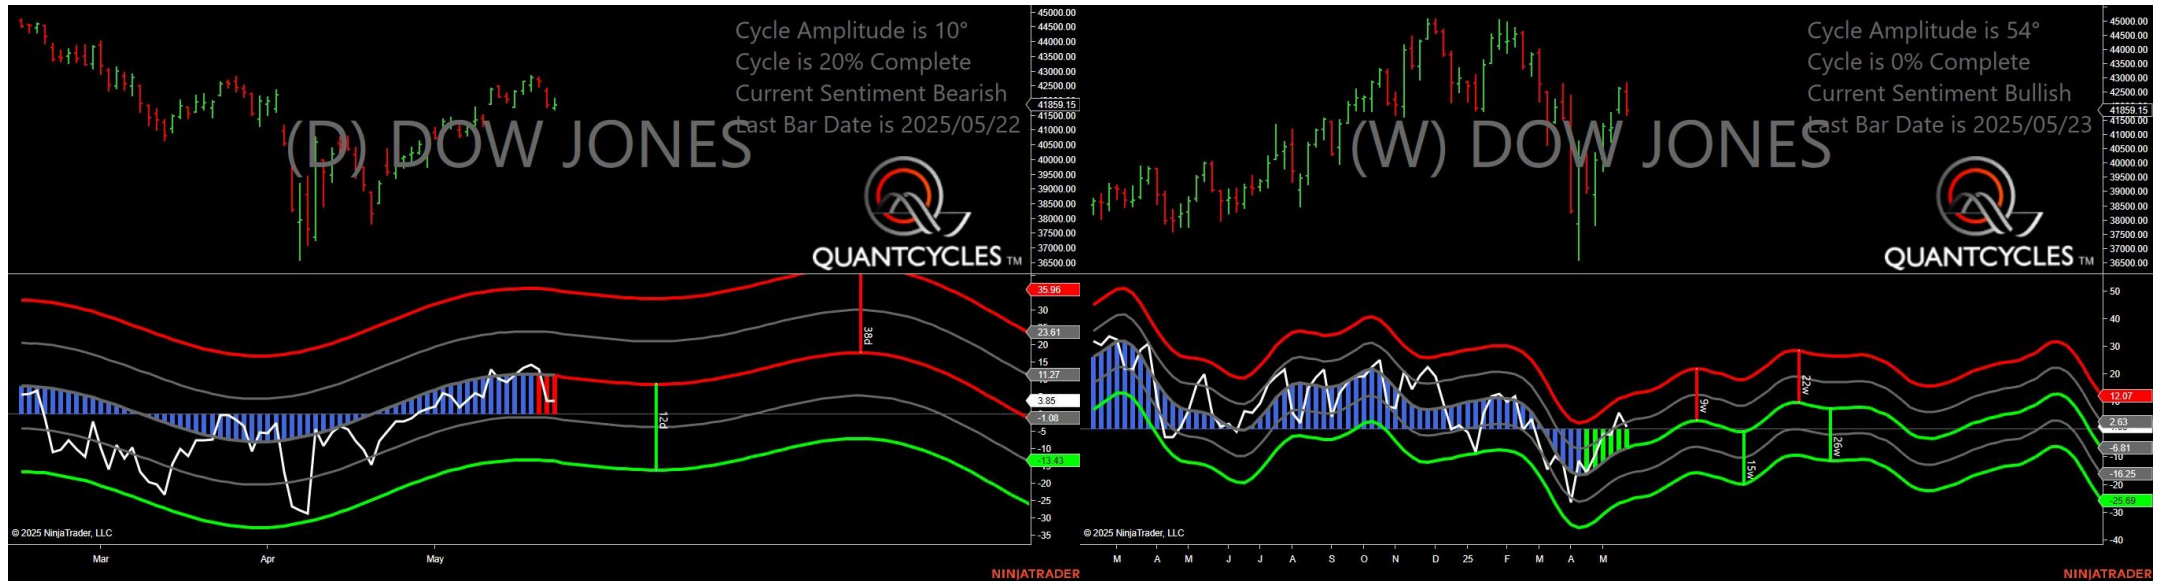 Cycle Amplitude is 10°
Cycle is 20% Complete
Current Sentiment Bearish
Last Bar Date is 2025/05/22
(D) DOW JONES
QUANTCYCLES TM
45000.00
44500.00
44000.00
43500.00
43000.00
42500.00
41859.15
41500.00
41000.00
40500.00
40000.00
39500.00
39000.00
38500.00
38000.00
37500.00
37000.00
36500.00
35.96
30
23.61
20
15
11.27
3.85
-1.08
-5
-10
-13.43
-20
-25
-30
-35
38d
12d
© 2025 NinjaTrader, LLC
Mar Apr May
NINJATRADER
Cycle Amplitude is 54°
Cycle is 0% Complete
Current Sentiment Bullish
Last Bar Date is 2025/05/23
(W) DOW JONES
QUANTCYCLES TM
45000.00
44500.00
44000.00
43500.00
43000.00
42500.00
41859.15
41500.00
41000.00
40500.00
40000.00
39500.00
39000.00
38500.00
38000.00
37500.00
37000.00
36500.00
50
40
30
20
12.07
2.63
-6.81
-10
-16.25
-20
-25.69
-30
-40
9w
22w
15w
26w
© 2025 NinjaTrader, LLC
M A M J J A S O N D 25 F M A M
NINJATRADER